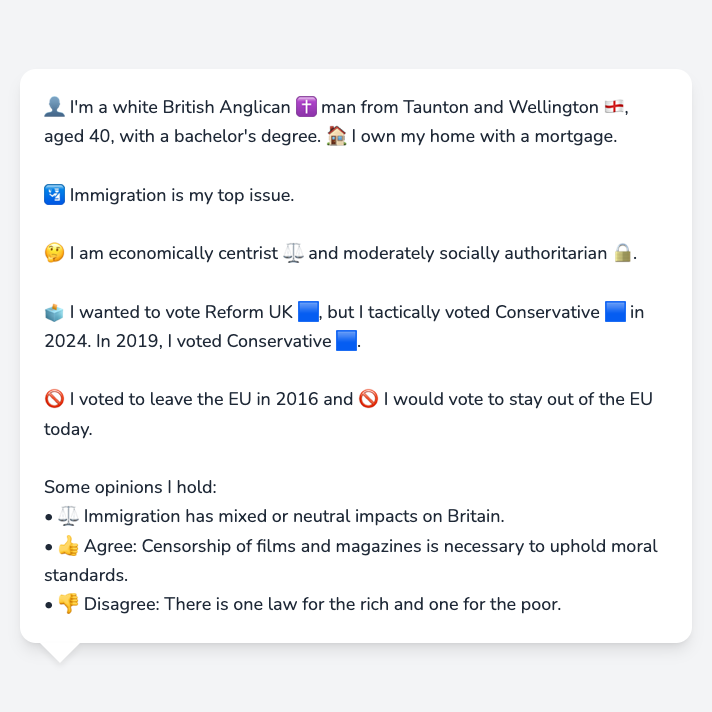 👤 I'm a white British Anglican ✝️ man from Taunton and Wellington 🏴󠁧󠁢󠁥󠁮󠁧󠁿,
aged 40, with a bachelor's degree. 🏠 I own my home with a mortgage.
🛂 Immigration is my top issue.
🤔 I am economically centrist ⚖️ and moderately socially authoritarian 🔒.
🗳️ I wanted to vote Reform UK 🟦, but I tactically voted Conservative 🟦 in
2024. In 2019, I voted Conservative 🟦.
🚫 I voted to leave the EU in 2016 and 🚫 I would vote to stay out of the EU
today.
Some opinions I hold:
• ⚖️ Immigration has mixed or neutral impacts on Britain.
• 👍 Agree: Censorship of films and magazines is necessary to uphold moral
standards.
• 👎 Disagree: There is one law for the rich and one for the poor.